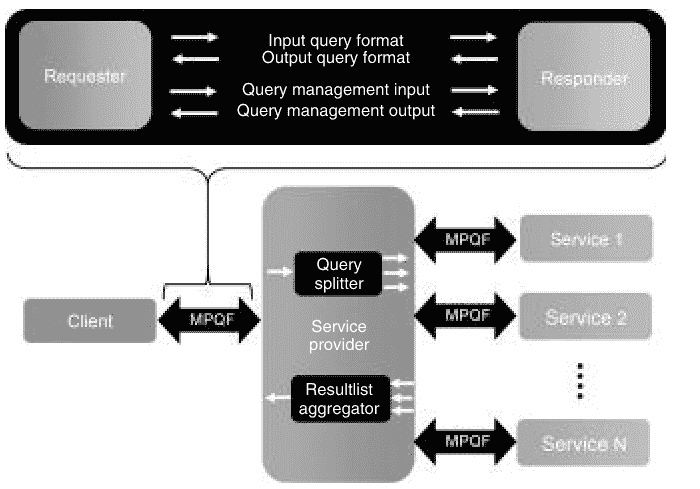 Requester
Input query format
Output query format
Query management input
Query management output
Responder
Client
MPQF
Query
splitter
Service
provider
Resultlist
aggregator
MPQF
Service 1
MPQF
Service 2
MPQF
Service N